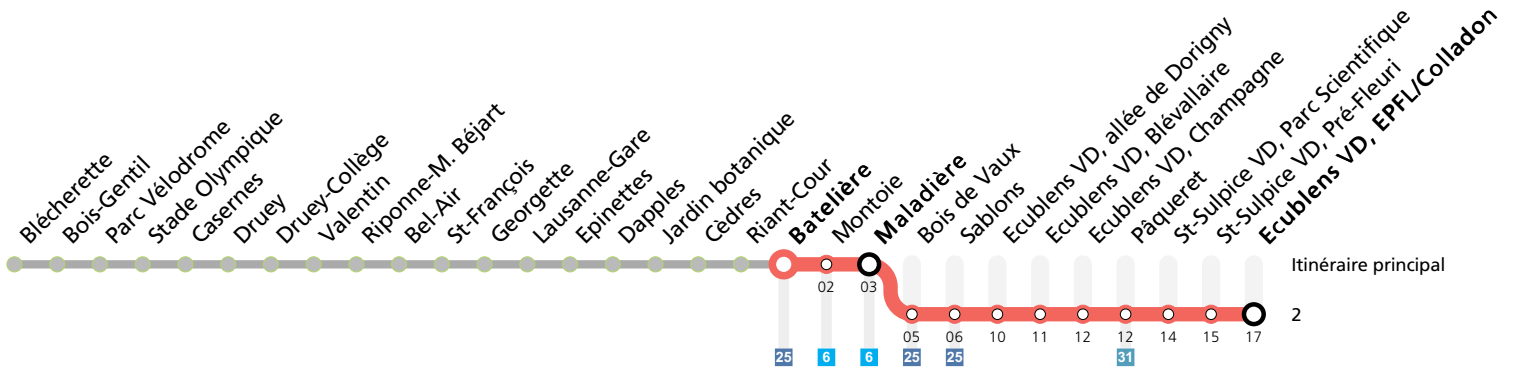 Blécherette
Bois-Gentil
Parc Vélodrome
Stade Olympique
Casernes
Druey
Druey-Collège
Valentin
Riponne-M. Béjart
Bel-Air
St-François
Georgette
Lausanne-Gare
Epinettes
Dapples
Jardin botanique
Cèdres
Riant-Cour
Batelière
Montoie
Maladière
Bois de Vaux
Sablons
Ecublens VD, allée de Dorigny
Ecublens VD, Blévallaire
Ecublens VD, Champagne
Pâqueret
St-Sulpice VD, Parc Scientifique
St-Sulpice VD, Pré-Fleuri
Ecublens VD, EPFL/Colladon
Itinéraire principal
02 03
2
05 06 10 11 12 12 14 15 17
25 6 6 25 25 31